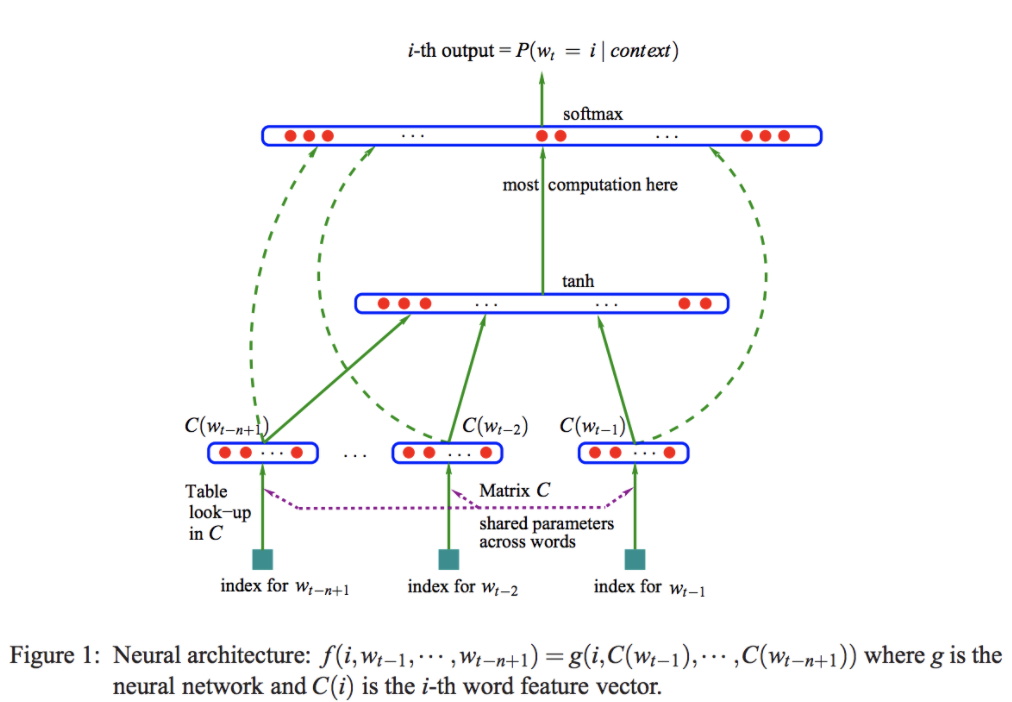 i-th output = P(w_t = i | context)
softmax
... ...
most computation here
tanh
... ...
C(w_{t−n+1}) C(w_{t−2}) C(w_{t−1})
... ... ... ...
Table
look−up
in C
Matrix C
shared parameters
across words
index for w_{t−n+1} index for w_{t−2} index for w_{t−1}
Figure 1: Neural architecture: f(i,w_{t−1},··· ,w_{t−n+1}) = g(i,C(w_{t−1}),··· ,C(w_{t−n+1})) where g is the
neural network and C(i) is the i-th word feature vector.